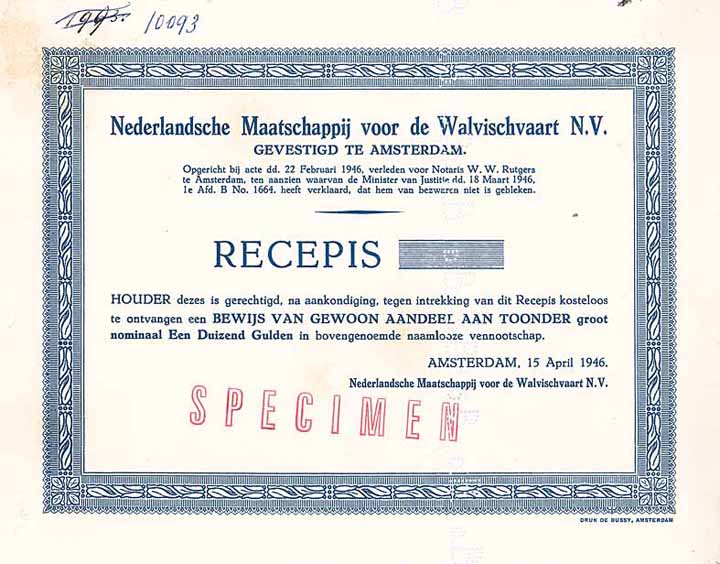 1995. 10093
Nederlandsche Maatschappij voor de Walvischvaart N.V.
GEVESTIGD TE AMSTERDAM.
Opgericht bij acte dd. 22 Februari 1946, verleden voor Notaris W. W. Rutgers
te Amsterdam, ten aanzien waarvan de Minister van Justitie dd. 18 Maart 1946,
1e Afd. B No. 1664. heeft verklaard, dat hem van bezwaren niet is gebleken.
RECEPIS
HOUDER dezes is gerechtigd, na aankondiging, tegen intrekking van dit Recepis kosteloos
te ontvangen een BEWIJS VAN GEWOON AANDEEL AAN TOONDER groot
nominaal Een Duizend Gulden in bovengenoemde naamlooze vennootschap.
AMSTERDAM, 15 April 1946.
Nederlandsche Maatschappij voor de Walvischvaart N.V.
SPECIMEN
DRUK DE BUSSY, AMSTERDAM